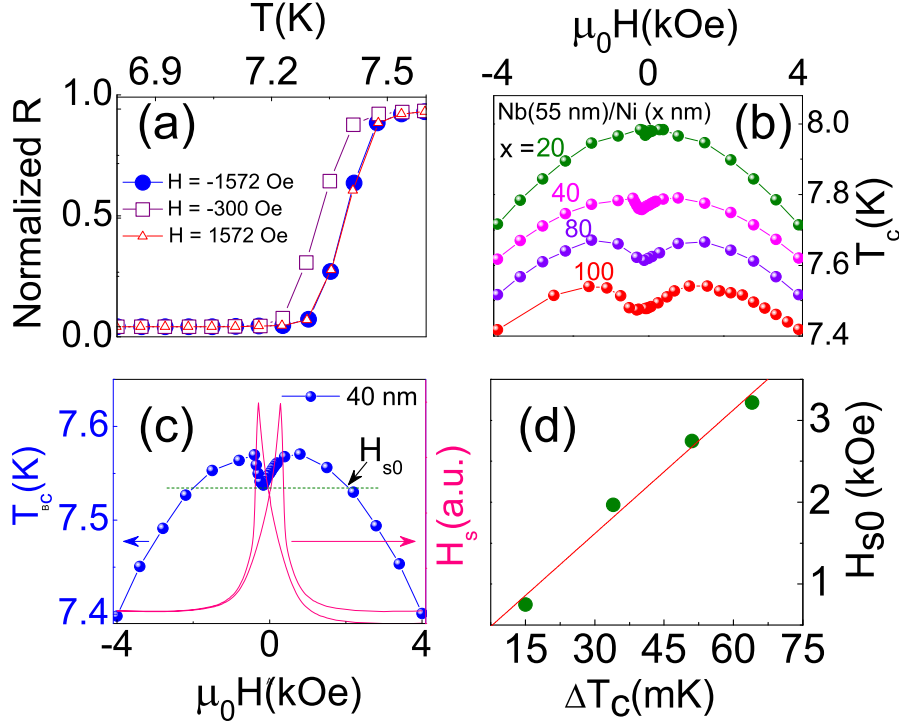 T(K)
6.9 7.2 7.5
Normalized R
1.0
0.5
0.0
(a)
H = -1572 Oe
H = -300 Oe
H = 1572 Oe
μ0H(kOe)
-4 0 4
Nb(55 nm)/Ni (x nm)
(b)
x = 20
40
80
100
8.0
7.8
7.6
7.4
Tc(K)
(c)
40 nm
7.6
7.5
7.4
TBC(K)
Hs0
Hs(a.u.)
-4 0 4
μ0H(kOe)
(d)
3
2
1
Hs0 (kOe)
15 30 45 60 75
ΔTC(mK)